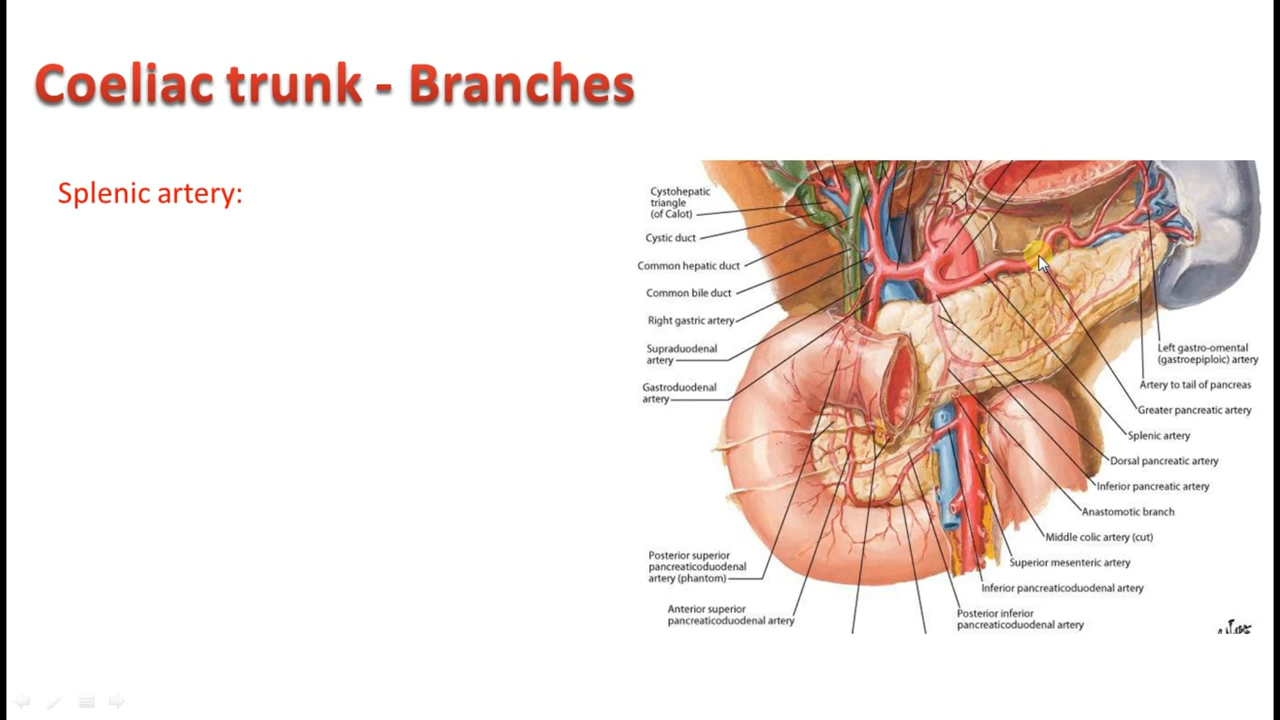 Coeliac trunk - Branches
Splenic artery:
Cystohepatic
triangle
(of Calot)
Cystic duct
Common hepatic duct
Common bile duct
Right gastric artery
Supraduodenal
artery
Gastroduodenal
artery
Posterior superior
pancreaticoduodenal
artery (phantom)
Anterior superior
pancreaticoduodenal artery
Left gastro-omental
(gastroepiploic) artery
Artery to tail of pancreas
Greater pancreatic artery
Splenic artery
Dorsal pancreatic artery
Inferior pancreatic artery
Anastomotic branch
Middle colic artery (cut)
Superior mesenteric artery
Inferior pancreaticoduodenal artery
Posterior inferior
pancreaticoduodenal artery